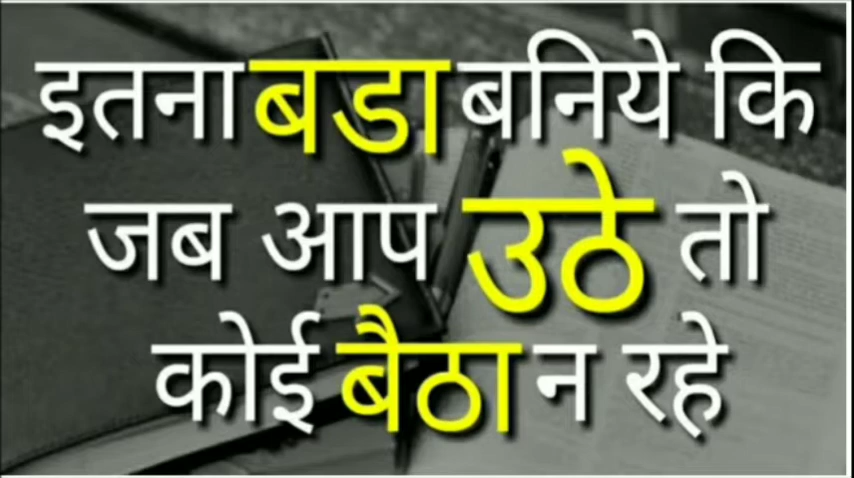 इतना बडा बनिये कि
जब आप उठे तो
कोई बैठा न रहे